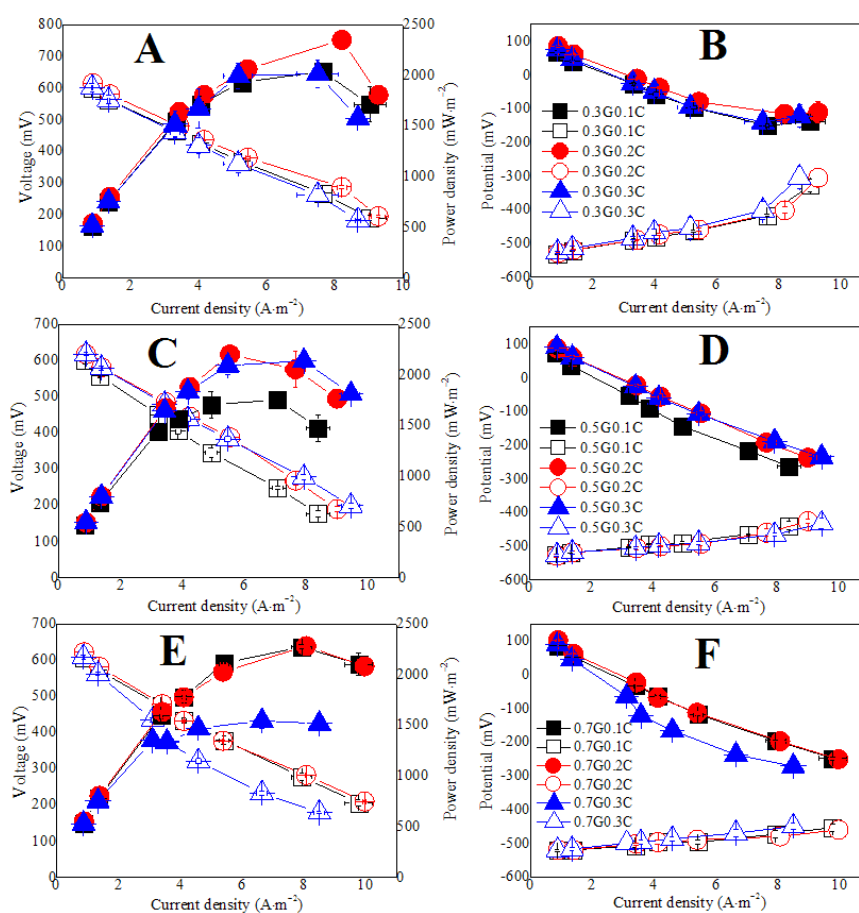 A
Voltage (mV)
800
700
600
500
400
300
200
100
0
Power density (mW·m⁻²)
2500
2000
1500
1000
500
0
0 2 4 6 8 10
Current density (A·m⁻²)
B
Potential (mV)
100
0
-100
-200
-300
-400
-500
-600
0.3G0.1C
0.3G0.1C
0.3G0.2C
0.3G0.2C
0.3G0.3C
0.3G0.3C
0 2 4 6 8 10
Current density (A·m⁻²)
C
Voltage (mV)
700
600
500
400
300
200
100
0
Power density (mW·m⁻²)
2500
2000
1500
1000
500
0
0 2 4 6 8 10
Current density (A·m⁻²)
D
Potential (mV)
100
0
-100
-200
-300
-400
-500
-600
0.5G0.1C
0.5G0.1C
0.5G0.2C
0.5G0.2C
0.5G0.3C
0.5G0.3C
0 2 4 6 8 10
Current density (A·m⁻²)
E
Voltage (mV)
700
600
500
400
300
200
100
0
Power density (mW·m⁻²)
2500
2000
1500
1000
500
0
0 2 4 6 8 10
Current density (A·m⁻²)
F
Potential (mV)
100
0
-100
-200
-300
-400
-500
-600
0.7G0.1C
0.7G0.1C
0.7G0.2C
0.7G0.2C
0.7G0.3C
0.7G0.3C
0 2 4 6 8 10
Current density (A·m⁻²)